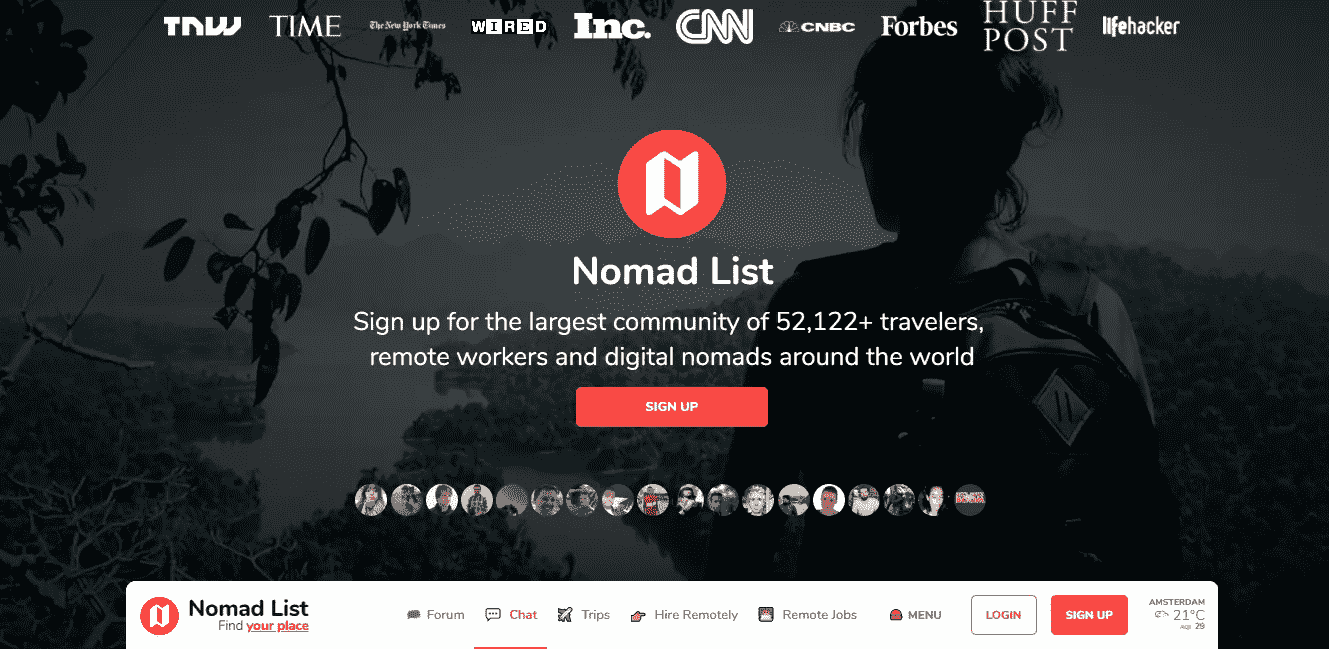 TNW TIME The New York Times WIRED Inc. CNN CNBC Forbes HUFF POST lifehacker
Nomad List
Sign up for the largest community of 52,122+ travelers,
remote workers and digital nomads around the world
SIGN UP
Nomad List
Find your place
Forum Chat Trips Hire Remotely Remote Jobs MENU LOGIN SIGN UP
AMSTERDAM
21°C
AQI 29